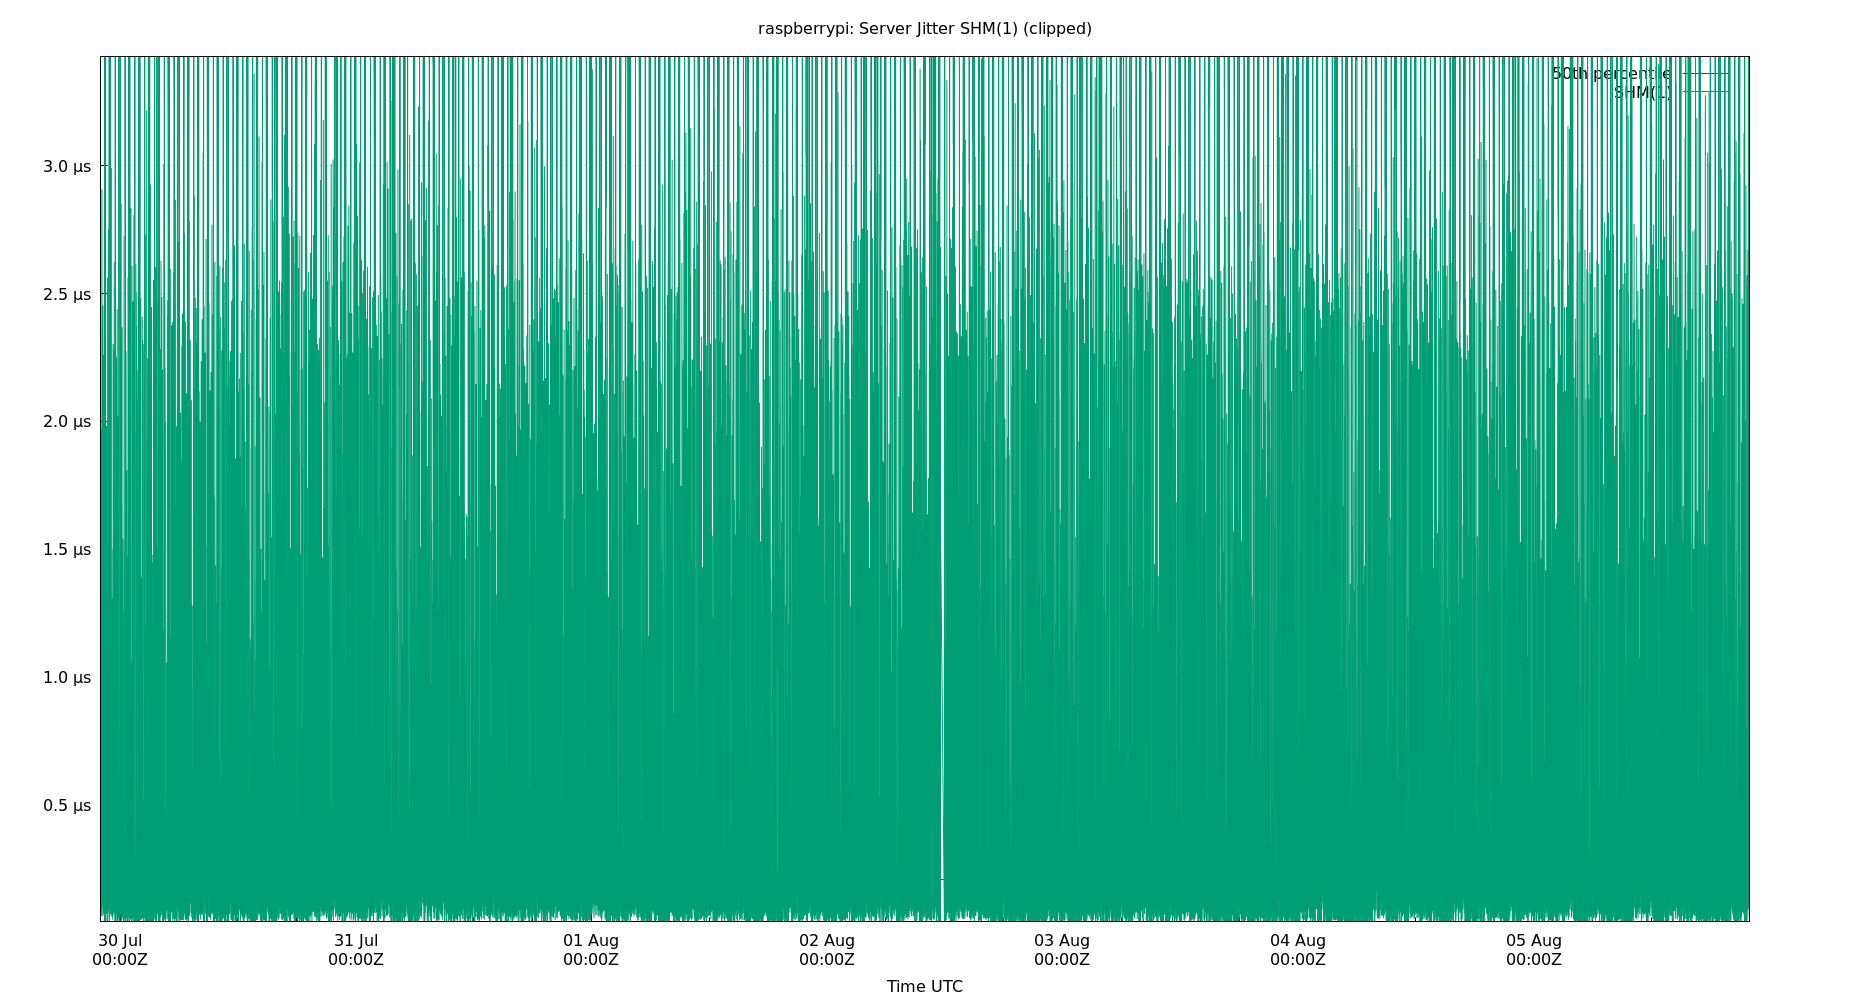 raspberrypi: Server Jitter SHM(1) (clipped)
50th percentile
SHM(1)
3.0 µs
2.5 µs
2.0 µs
1.5 µs
1.0 µs
0.5 µs
30 Jul 31 Jul 01 Aug 02 Aug 03 Aug 04 Aug 05 Aug
00:00Z 00:00Z 00:00Z 00:00Z 00:00Z 00:00Z 00:00Z
Time UTC